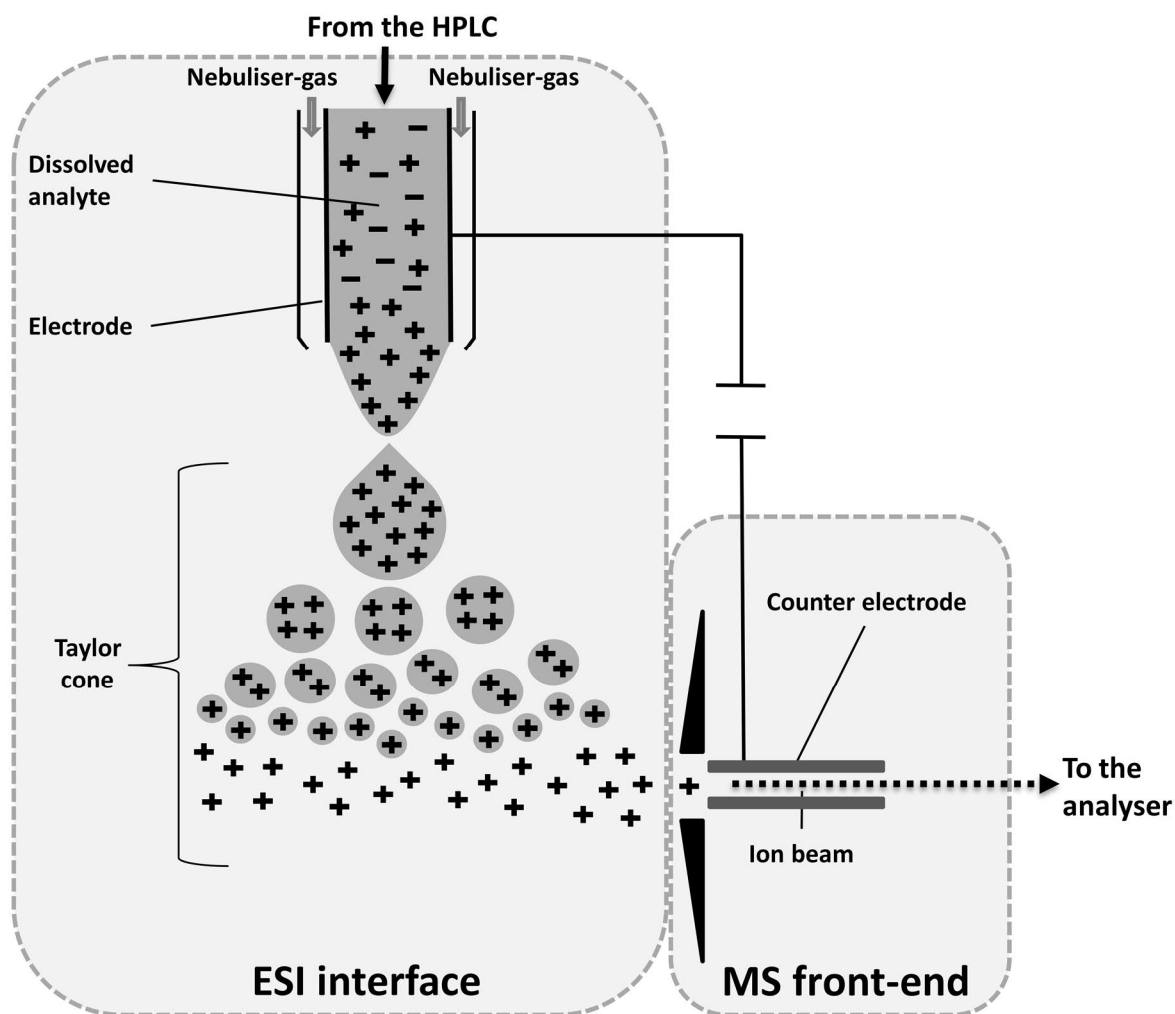 From the HPLC
Nebuliser-gas
Nebuliser-gas
Dissolved
analyte
Electrode
Taylor
cone
Counter electrode
To the
analyser
Ion beam
ESI interface
MS front-end